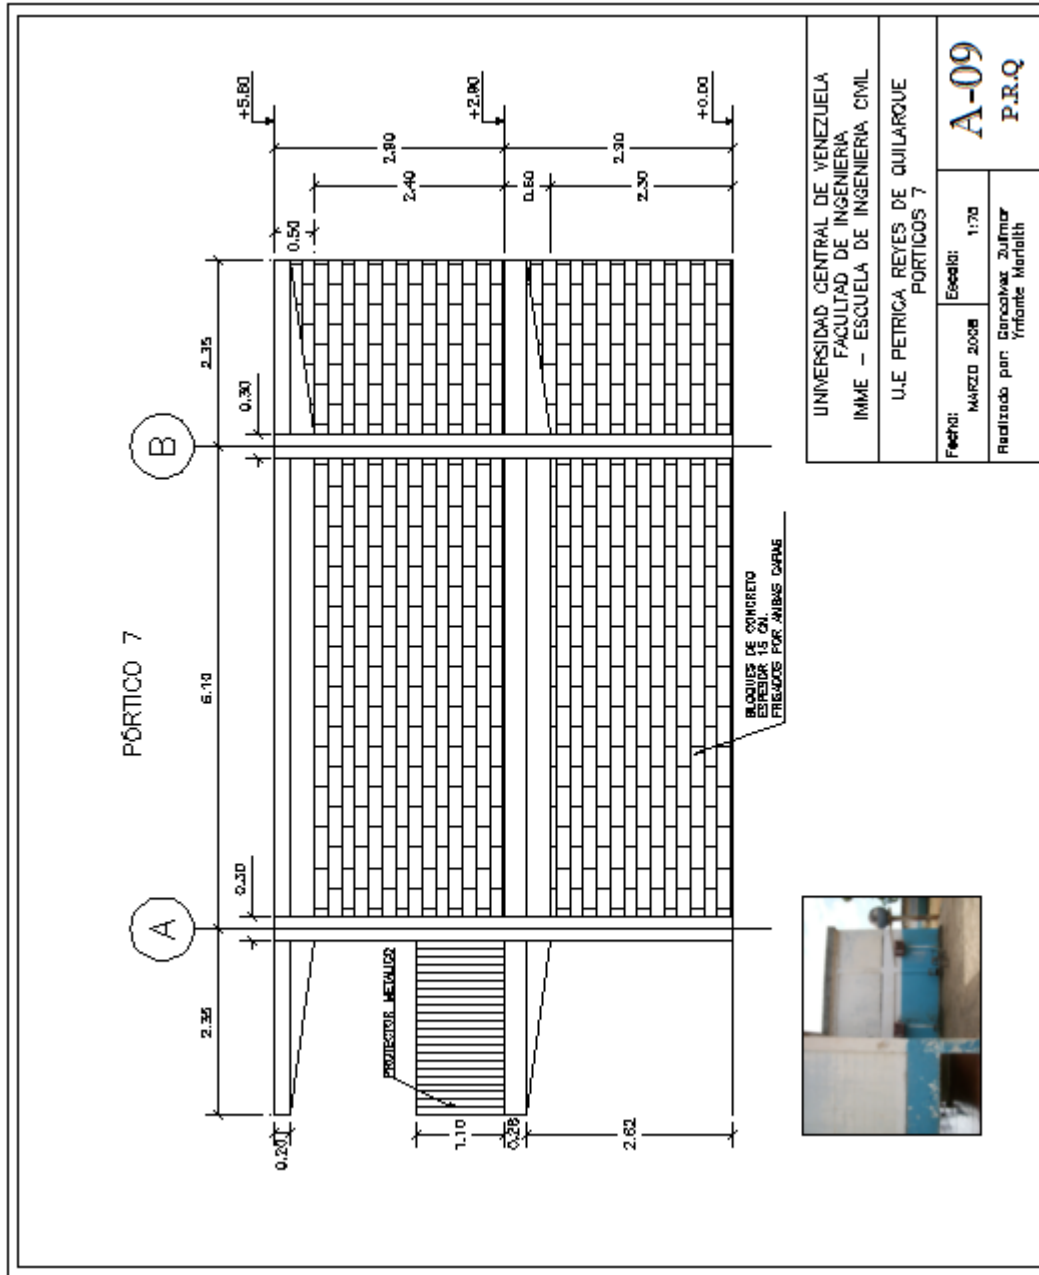 PÓRTICO 7
A
B
2.35
6.10
2.35
0.30
0.30
+5.80
+2.90
+0.00
2.90
2.90
0.50
2.40
0.60
2.30
0.20
1.10
0.28
2.62
PROTECTOR METALICO
BLOQUES DE CONCRETO
ESPESOR 15 CM.
FRISADOS POR AMBAS CARAS
UNIVERSIDAD CENTRAL DE VENEZUELA
FACULTAD DE INGENIERIA
IMME - ESCUELA DE INGENIERIA CIVIL
U.E PETRICA REYES DE QUILARQUE
PORTICOS 7
Fecha:
MARZO 2008
Escala:
1:75
A-09
P.R.Q
Realizado por: Goncalvez Zulmar
Ynfante Marialth